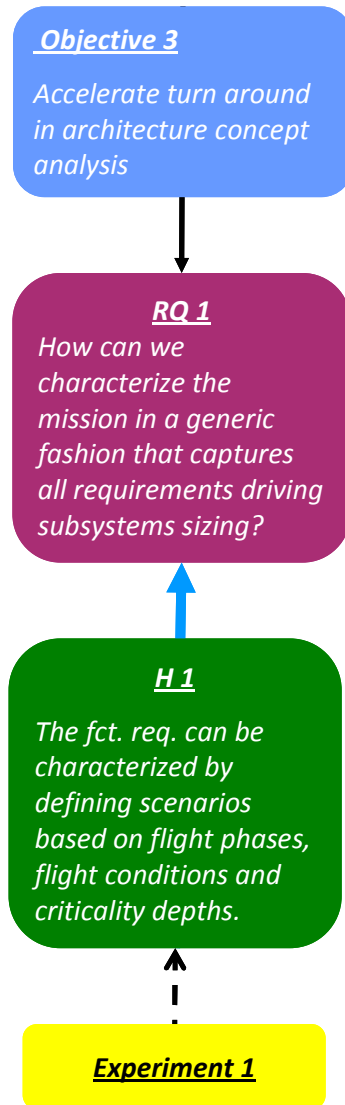 Objective 3
Accelerate turn around
in architecture concept
analysis
RQ 1
How can we
characterize the
mission in a generic
fashion that captures
all requirements driving
subsystems sizing?
H 1
The fct. req. can be
characterized by
defining scenarios
based on flight phases,
flight conditions and
criticality depths.
Experiment 1